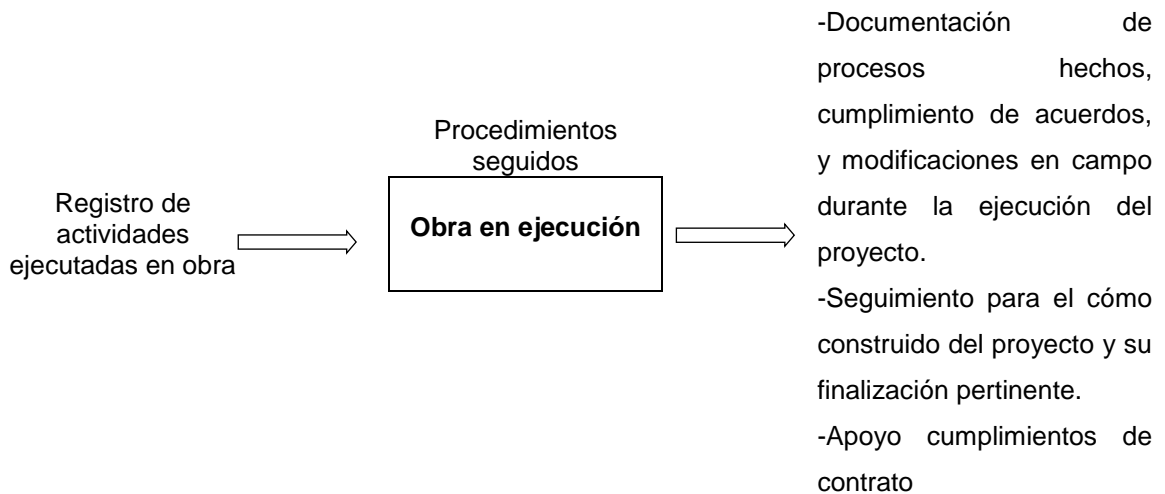 Registro de
actividades
ejecutadas en obra
Procedimientos
seguidos
Obra en ejecución
-Documentación de
procesos hechos,
cumplimiento de acuerdos,
y modificaciones en campo
durante la ejecución del
proyecto.
-Seguimiento para el cómo
construido del proyecto y su
finalización pertinente.
-Apoyo cumplimientos de
contrato